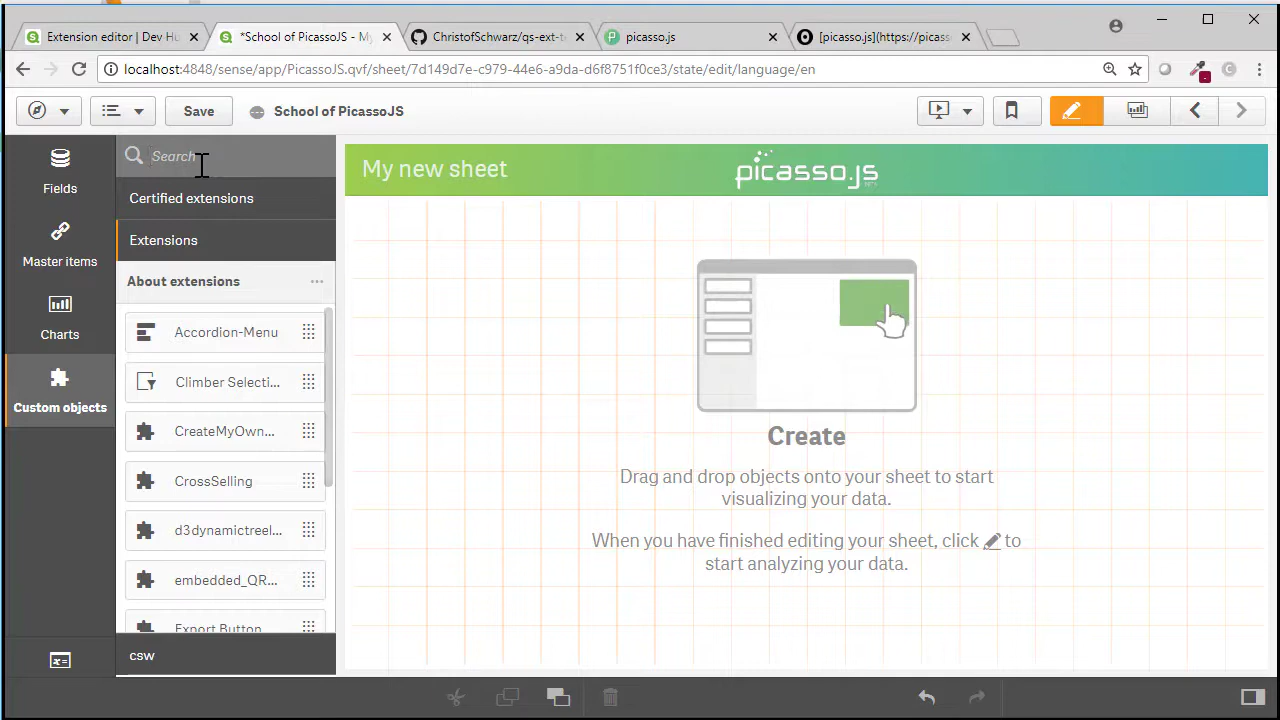 Extension editor | Dev Hu
*School of PicassoJS - My
ChristofSchwarz/qs-ext-t
picasso.js
[picasso.js](https://picass
localhost:4848/sense/app/PicassoJS.qvf/sheet/7d149d7e-c979-44e6-a9da-d6f8751f0ce3/state/edit/language/en
Save
School of PicassoJS
Fields
Master items
Charts
Custom objects
Search
Certified extensions
Extensions
About extensions
Accordion-Menu
Climber Selecti...
CreateMyOwn...
CrossSelling
d3dynamictreel...
embedded_QR...
Export Button
csw
My new sheet
picasso.js
Create
Drag and drop objects onto your sheet to start
visualizing your data.
When you have finished editing your sheet, click to
start analyzing your data.